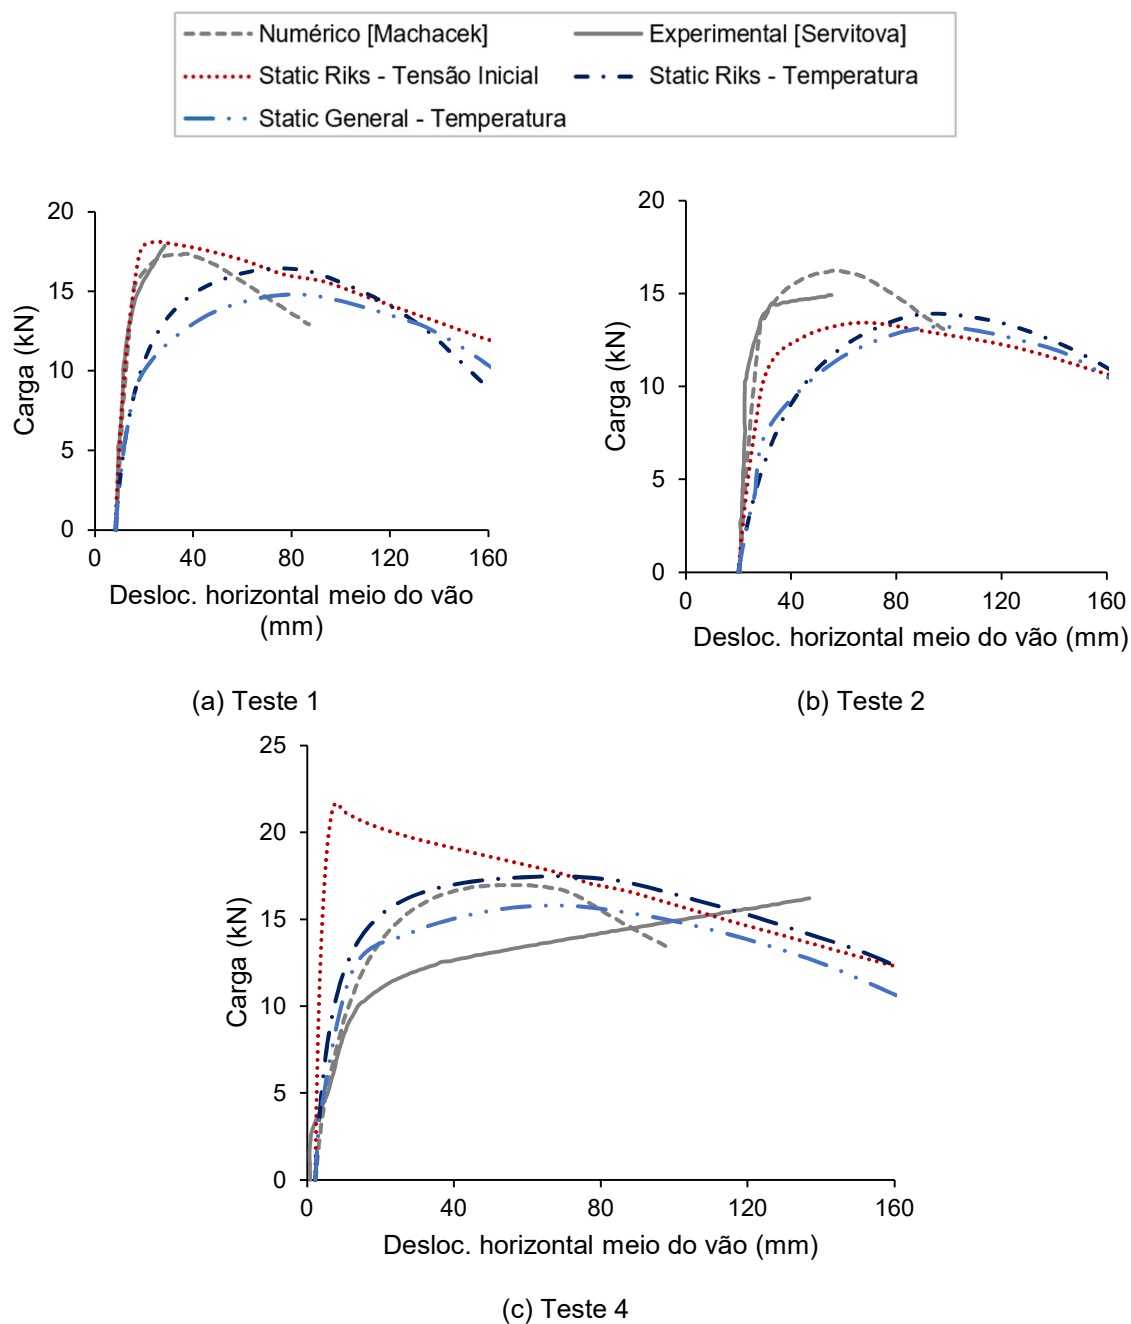 Numérico [Machacek]
Experimental [Servitova]
Static Riks - Tensão Inicial
Static Riks - Temperatura
Static General - Temperatura
20
15
10
5
0
0 40 80 120 160
Carga (kN)
Desloc. horizontal meio do vão
(mm)
(a) Teste 1
20
15
10
5
0
0 40 80 120 160
Carga (kN)
Desloc. horizontal meio do vão (mm)
(b) Teste 2
25
20
15
10
5
0
0 40 80 120 160
Carga (kN)
Desloc. horizontal meio do vão (mm)
(c) Teste 4